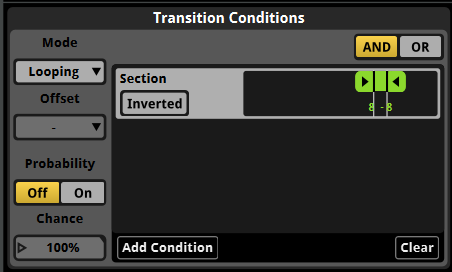 Transition Conditions
Mode
AND OR
Looping
Section
Inverted
8 - 8
Offset
-
Probability
Off On
Chance
100%
Add Condition
Clear